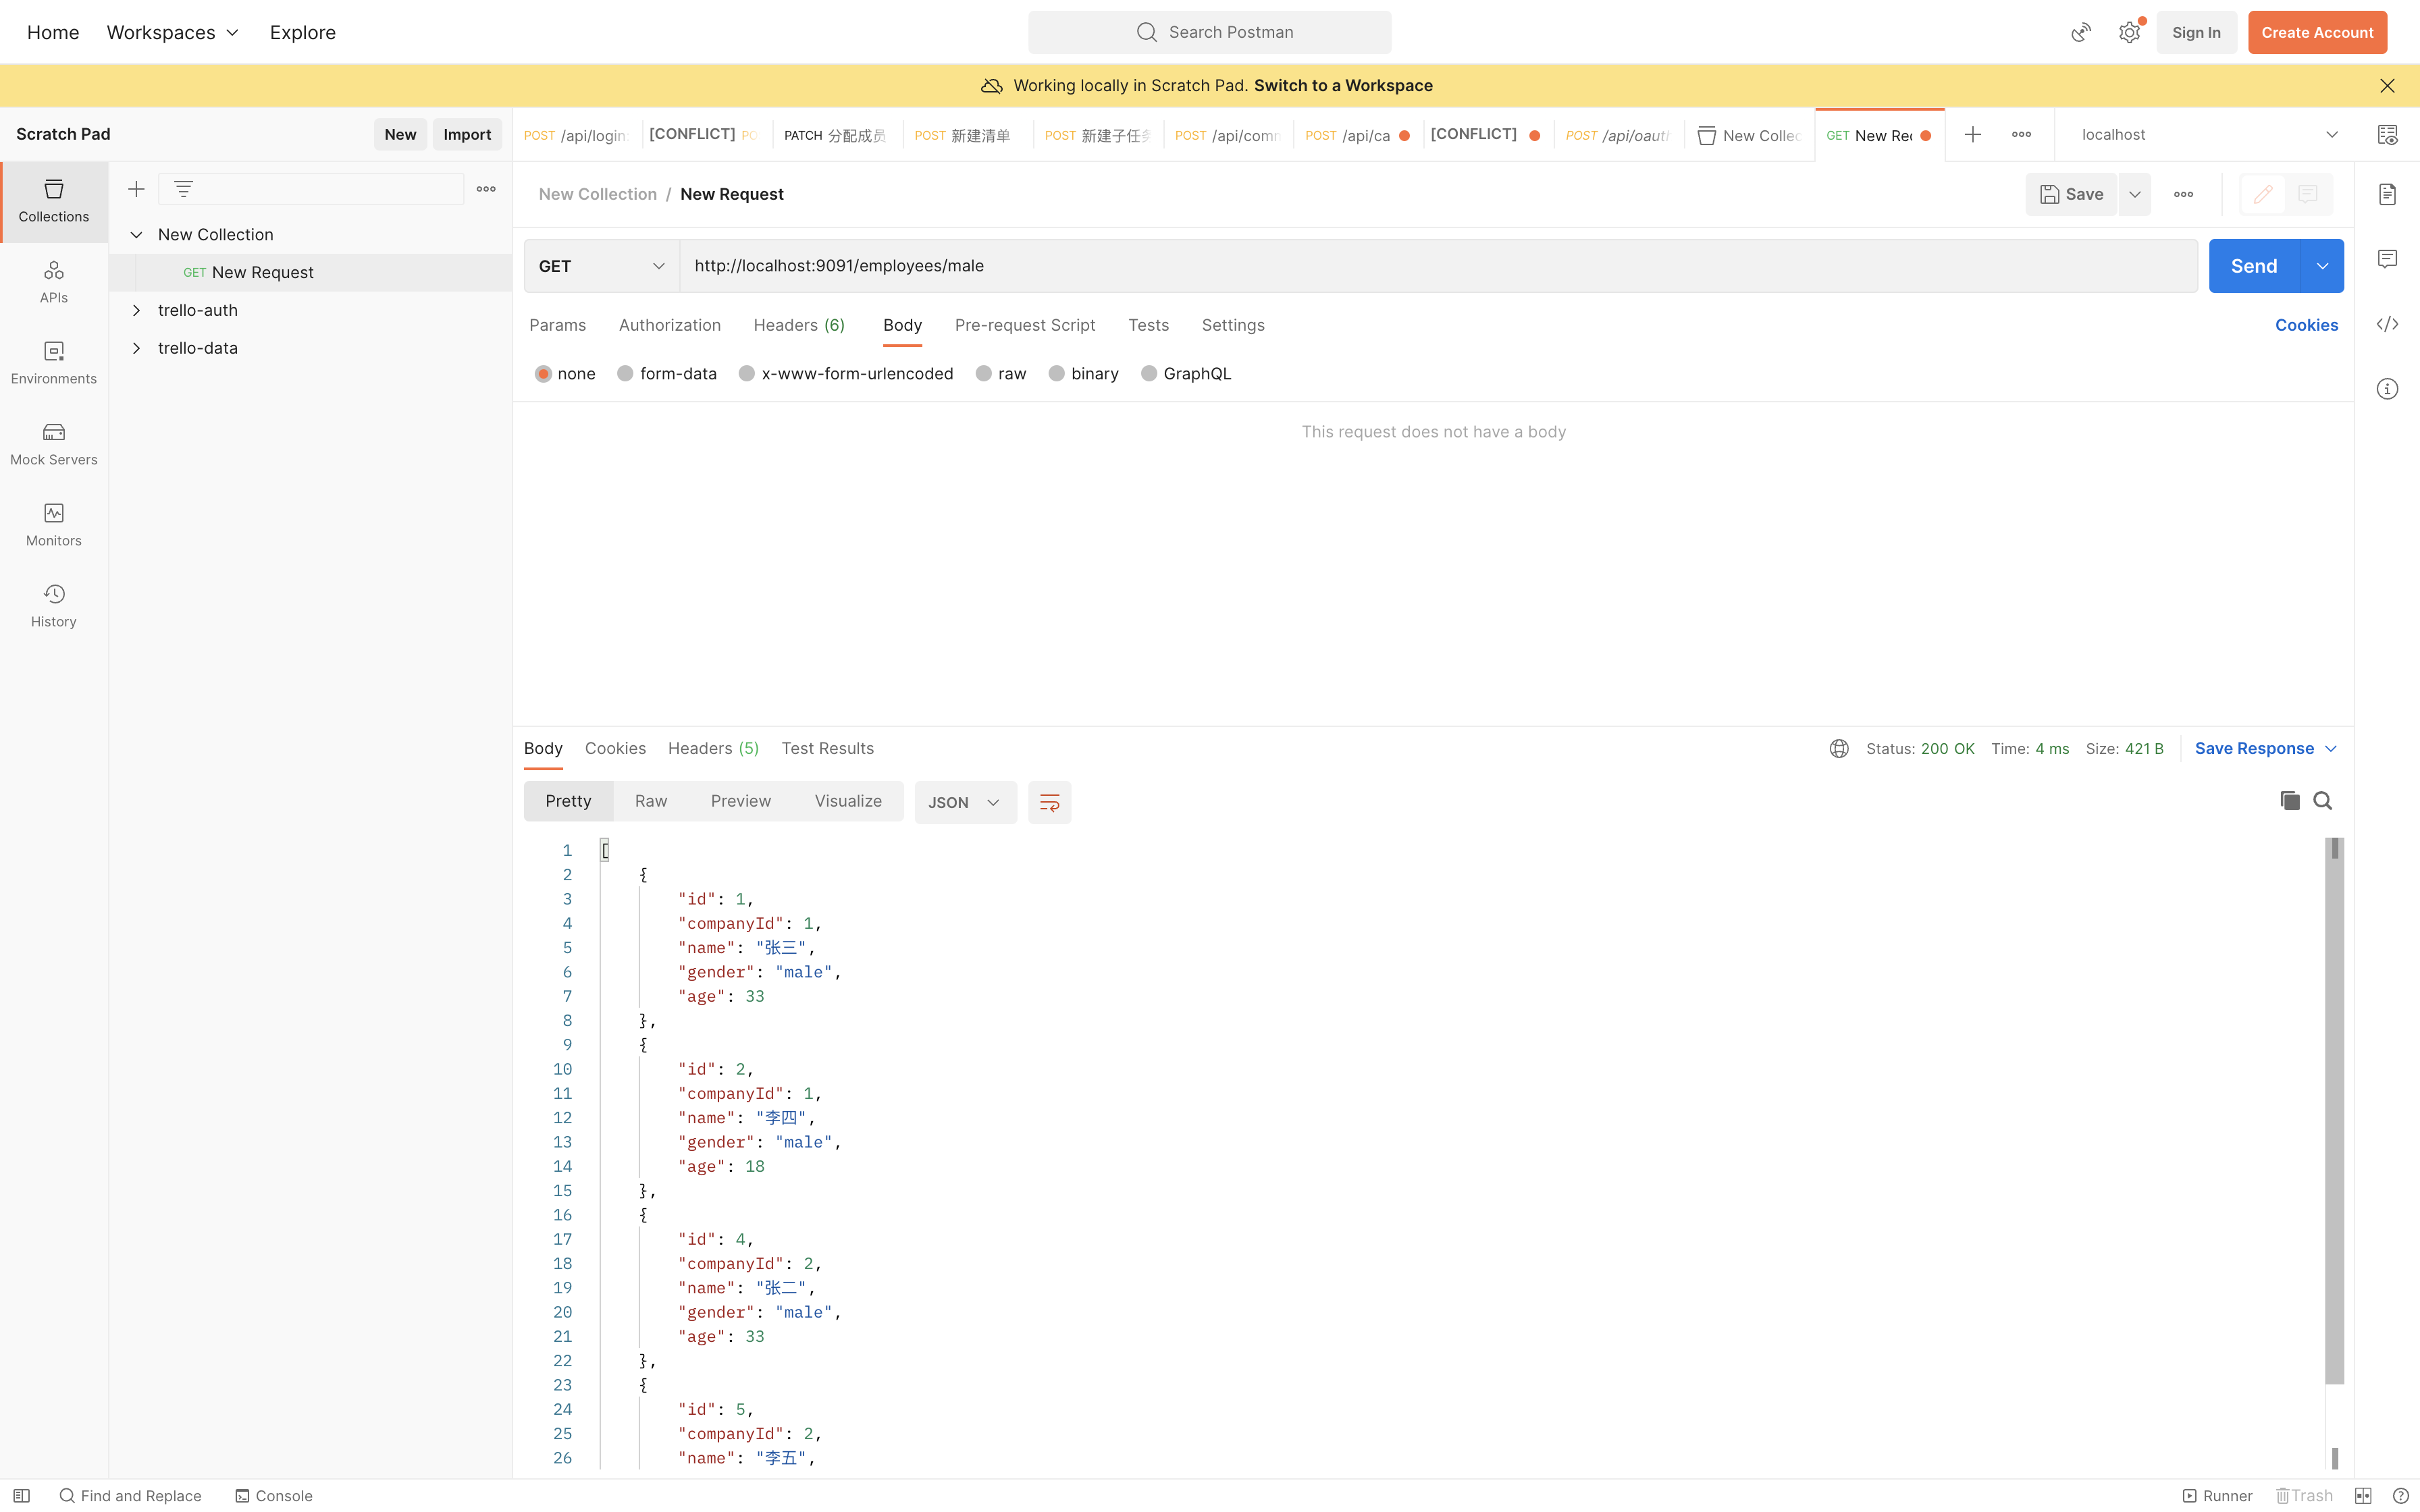 Home Workspaces Explore Search Postman Sign In Create Account
Working locally in Scratch Pad. Switch to a Workspace
Scratch Pad New Import POST /api/login [CONFLICT] PO PATCH 分配成员 POST 新建清单 POST 新建子任务 POST /api/com POST /api/ca [CONFLICT] POST /api/oaut New Collec GET New Rec localhost
Collections
APIs
Environments
Mock Servers
Monitors
History
New Collection
GET New Request
trello-auth
trello-data
New Collection / New Request Save
GET http://localhost:9091/employees/male Send
Params Authorization Headers (6) Body Pre-request Script Tests Settings Cookies
none form-data x-www-form-urlencoded raw binary GraphQL
This request does not have a body
Body Cookies Headers (5) Test Results Status: 200 OK Time: 4 ms Size: 421 B Save Response
Pretty Raw Preview Visualize JSON
1 [
2 {
3 "id": 1,
4 "companyId": 1,
5 "name": "张三",
6 "gender": "male",
7 "age": 33
8 },
9 {
10 "id": 2,
11 "companyId": 1,
12 "name": "李四",
13 "gender": "male",
14 "age": 18
15 },
16 {
17 "id": 4,
18 "companyId": 2,
19 "name": "张二",
20 "gender": "male",
21 "age": 33
22 },
23 {
24 "id": 5,
25 "companyId": 2,
26 "name": "李五",
Find and Replace Console Runner Trash